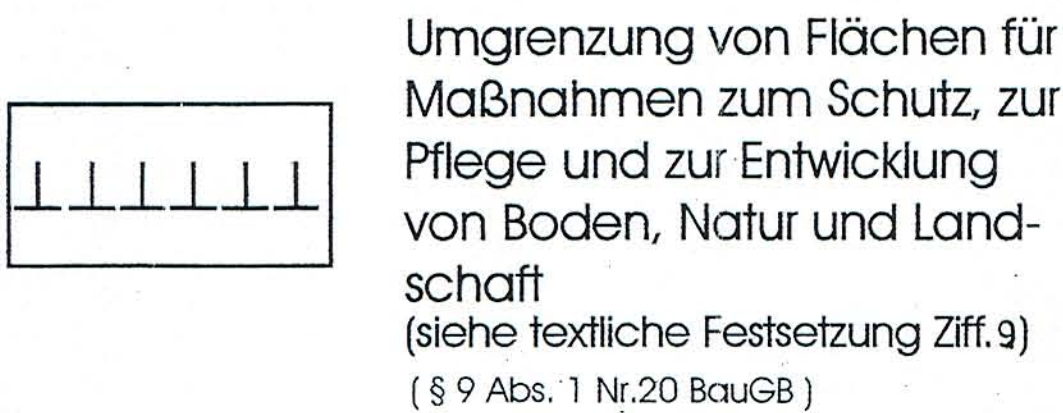 Umgrenzung von Flächen für
Maßnahmen zum Schutz, zur
Pflege und zur Entwicklung
von Boden, Natur und Land-
schaft
(siehe textliche Festsetzung Ziff. 9)
( § 9 Abs. 1 Nr.20 BauGB )